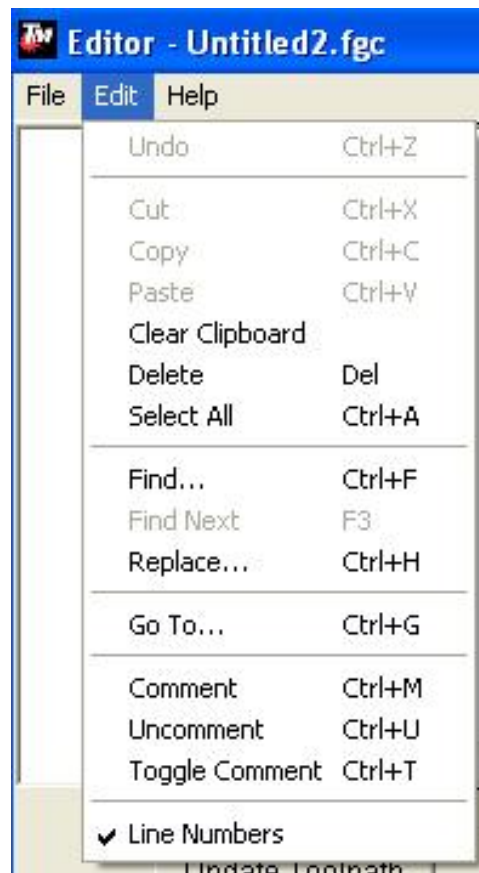 Editor - Untitled2.fgc
File Edit Help
Undo Ctrl+Z
Cut Ctrl+X
Copy Ctrl+C
Paste Ctrl+V
Clear Clipboard
Delete Del
Select All Ctrl+A
Find... Ctrl+F
Find Next F3
Replace... Ctrl+H
Go To... Ctrl+G
Comment Ctrl+M
Uncomment Ctrl+U
Toggle Comment Ctrl+T
Line Numbers
Update Toolpath